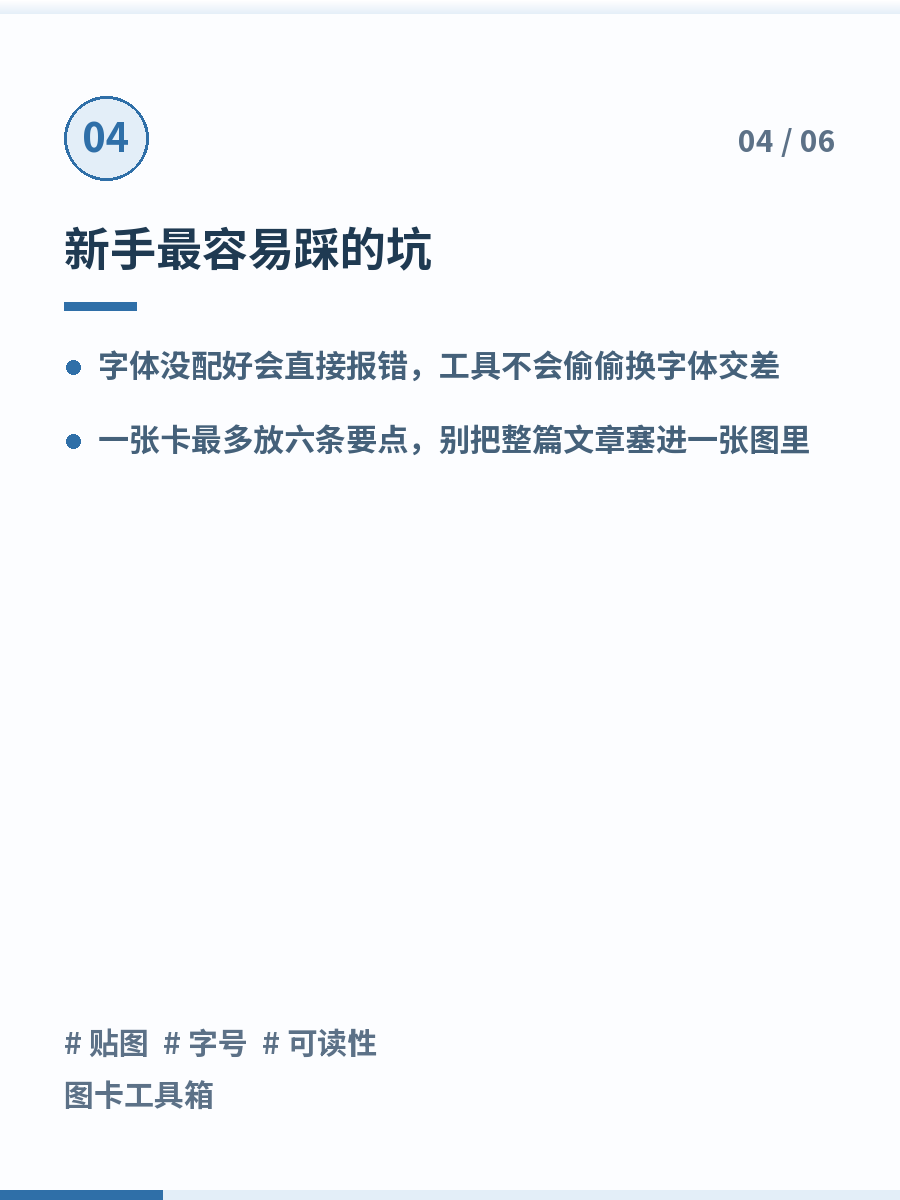 04
04 / 06
新手最容易踩的坑
字体没配好会直接报错，工具不会偷偷换字体交差
一张卡最多放六条要点，别把整篇文章塞进一张图里
# 贴图 # 字号 # 可读性
图卡工具箱